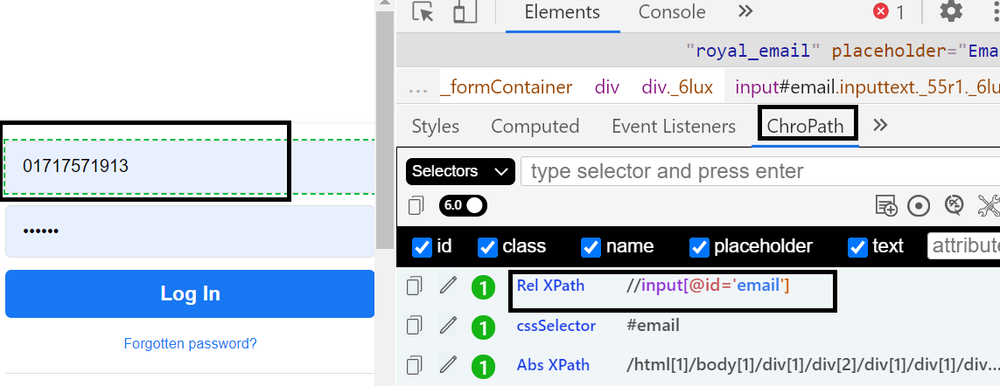 01717571913
••••••
Log In
Forgotten password?
Elements Console » 1
"royal_email" placeholder="Ema
... _formContainer div div._6lux input#email.inputtext._55r1._6lu
Styles Computed Event Listeners ChroPath »
Selectors type selector and press enter
6.0
id class name placeholder text attribute
1 Rel XPath //input[@id='email']
1 cssSelector #email
1 Abs XPath /html[1]/body[1]/div[1]/div[2]/div[1]/div[1]/div...